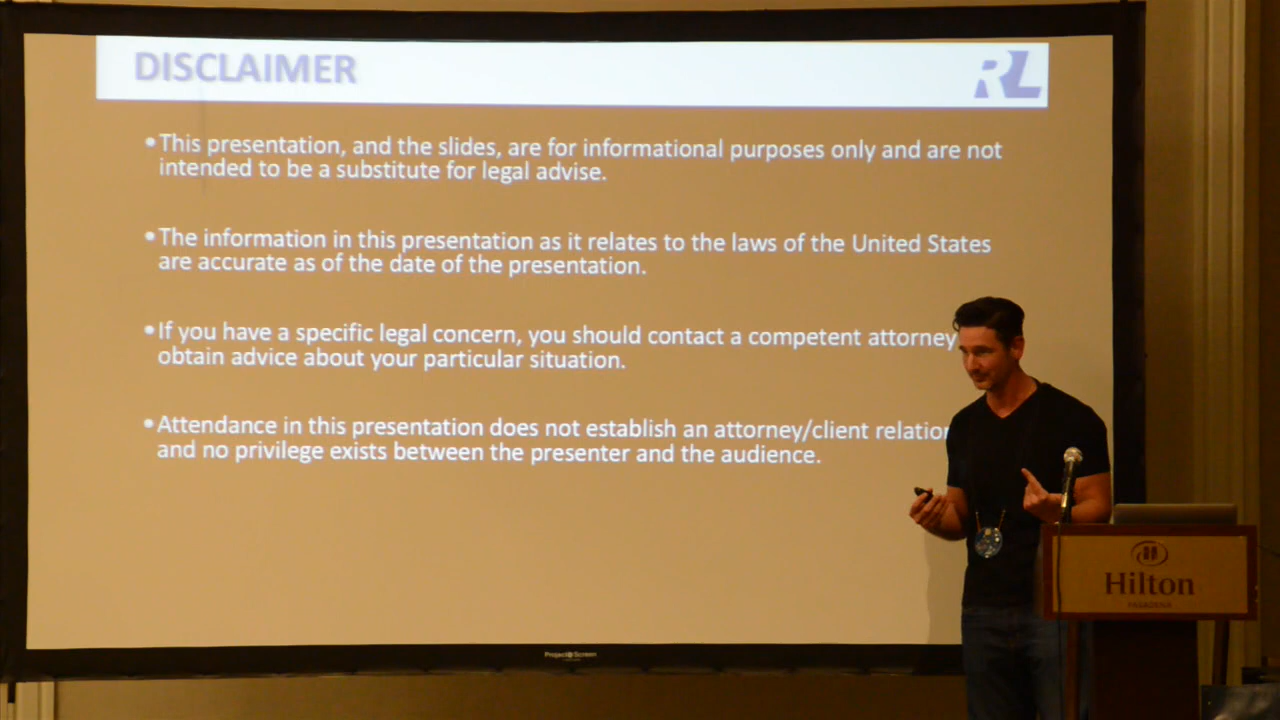 DISCLAIMER
RL
•This presentation, and the slides, are for informational purposes only and are not
intended to be a substitute for legal advise.
•The information in this presentation as it relates to the laws of the United States
are accurate as of the date of the presentation.
•If you have a specific legal concern, you should contact a competent attorney
obtain advice about your particular situation.
•Attendance in this presentation does not establish an attorney/client
and no privilege exists between the presenter and the audience.
Project Screen
Hilton
PASADENA